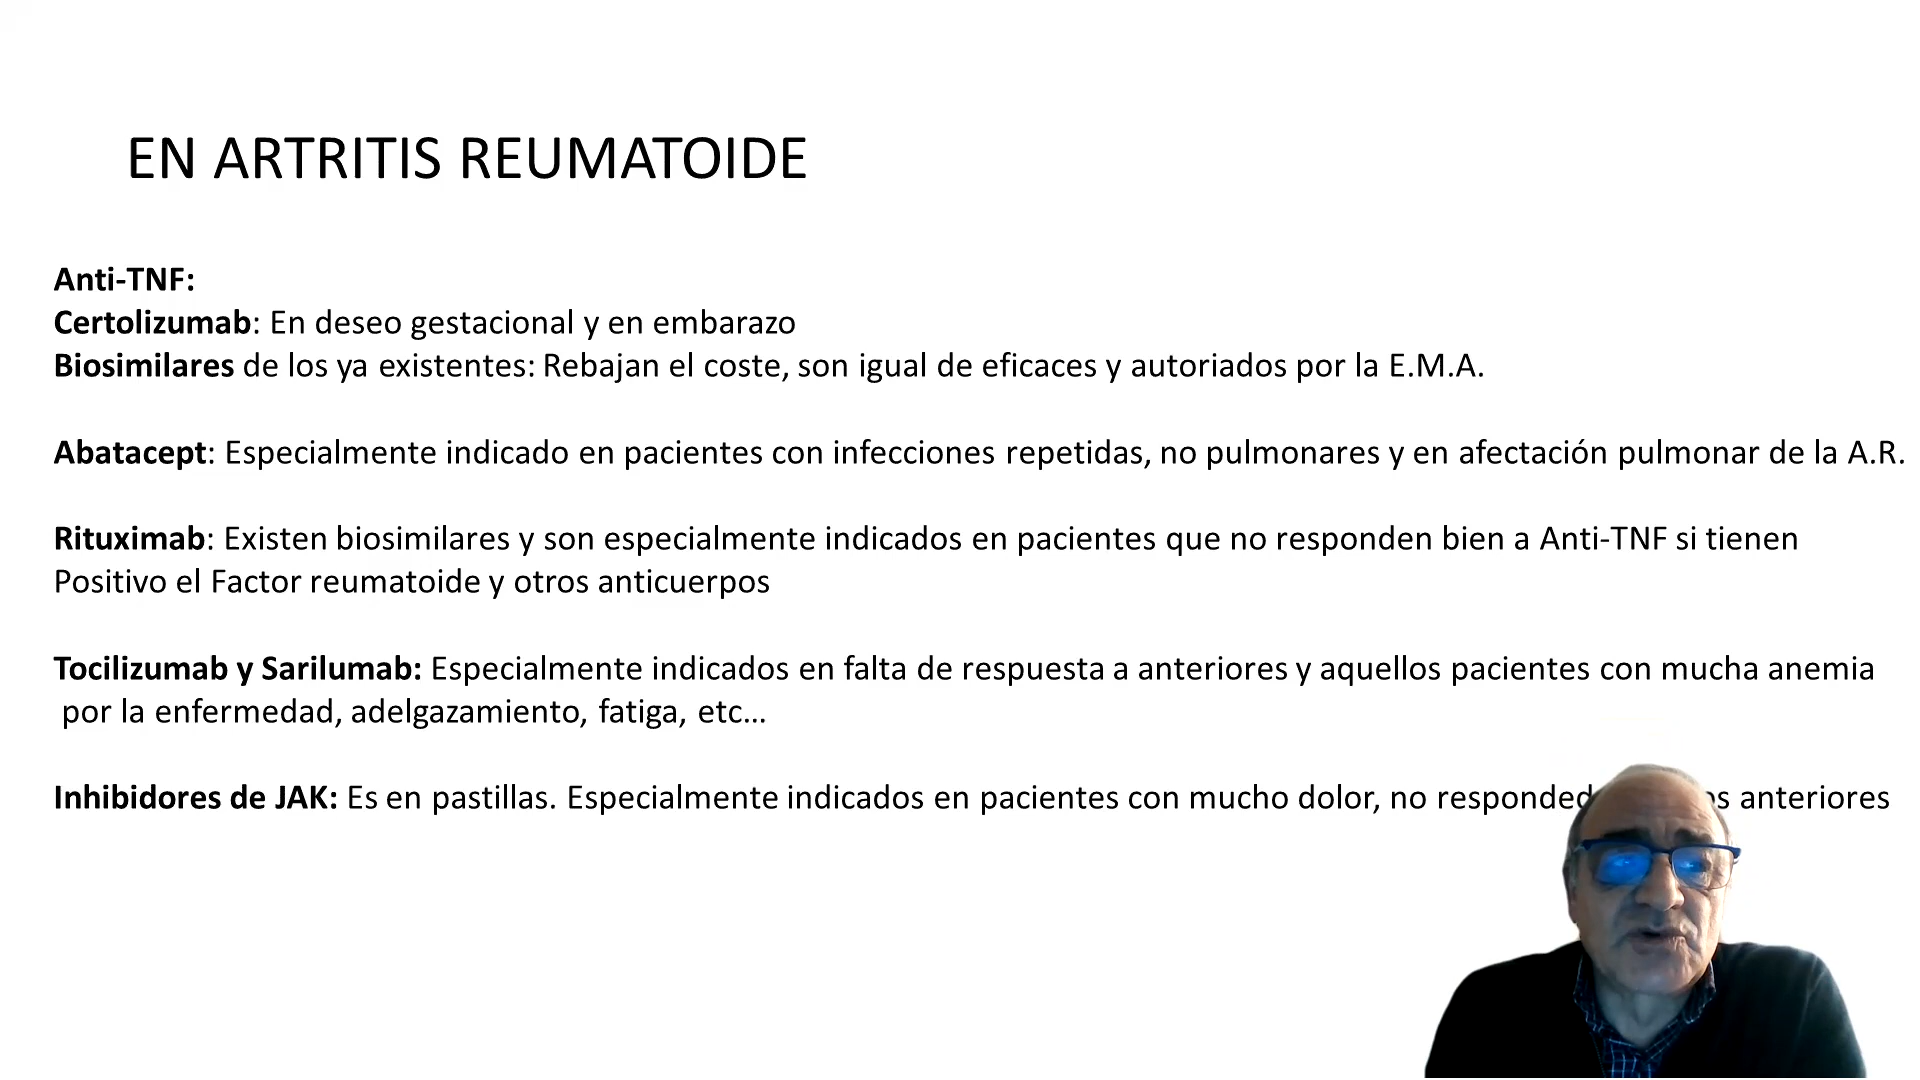 EN ARTRITIS REUMATOIDE
Anti-TNF:
Certolizumab: En deseo gestacional y en embarazo
Biosimilares de los ya existentes: Rebajan el coste, son igual de eficaces y autoriados por la E.M.A.
Abatacept: Especialmente indicado en pacientes con infecciones repetidas, no pulmonares y en afectación pulmonar de la A.R.
Rituximab: Existen biosimilares y son especialmente indicados en pacientes que no responden bien a Anti-TNF si tienen
Positivo el Factor reumatoide y otros anticuerpos
Tocilizumab y Sarilumab: Especialmente indicados en falta de respuesta a anteriores y aquellos pacientes con mucha anemia
por la enfermedad, adelgazamiento, fatiga, etc...
Inhibidores de JAK: Es en pastillas. Especialmente indicados en pacientes con mucho dolor, no anteriores